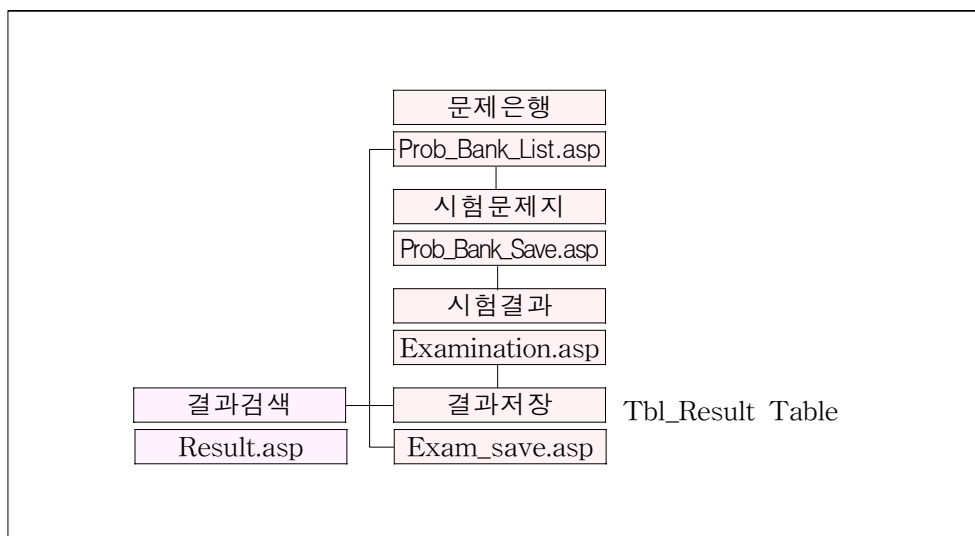 문제은행
Prob_Bank_List.asp
시험문제지
Prob_Bank_Save.asp
시험결과
Examination.asp
결과검색 결과저장 Tbl_Result Table
Result.asp Exam_save.asp